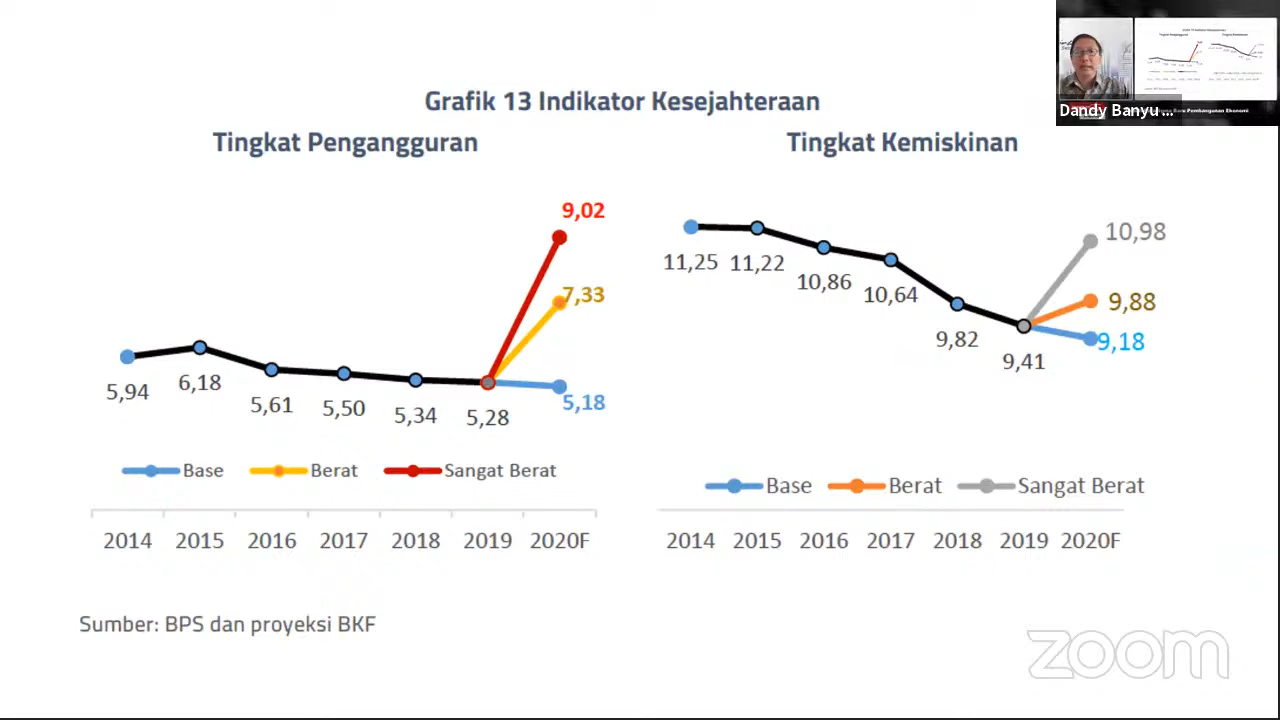 Grafik 13 Indikator Kesejahteraan
Tingkat Pengangguran
Tingkat Kemiskinan
9,02
7,33
5,94
6,18
5,61
5,50
5,34
5,28
5,18
Base
Berat
Sangat Berat
2014 2015 2016 2017 2018 2019 2020F
11,25
11,22
10,86
10,64
9,82
9,41
10,98
9,88
9,18
Base
Berat
Sangat Berat
2014 2015 2016 2017 2018 2019 2020F
Sumber: BPS dan proyeksi BKF
Dandy Banyu ...
Baru Pembangunan Ekonomi
zoom